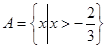 A = { x | x > -2/3 }